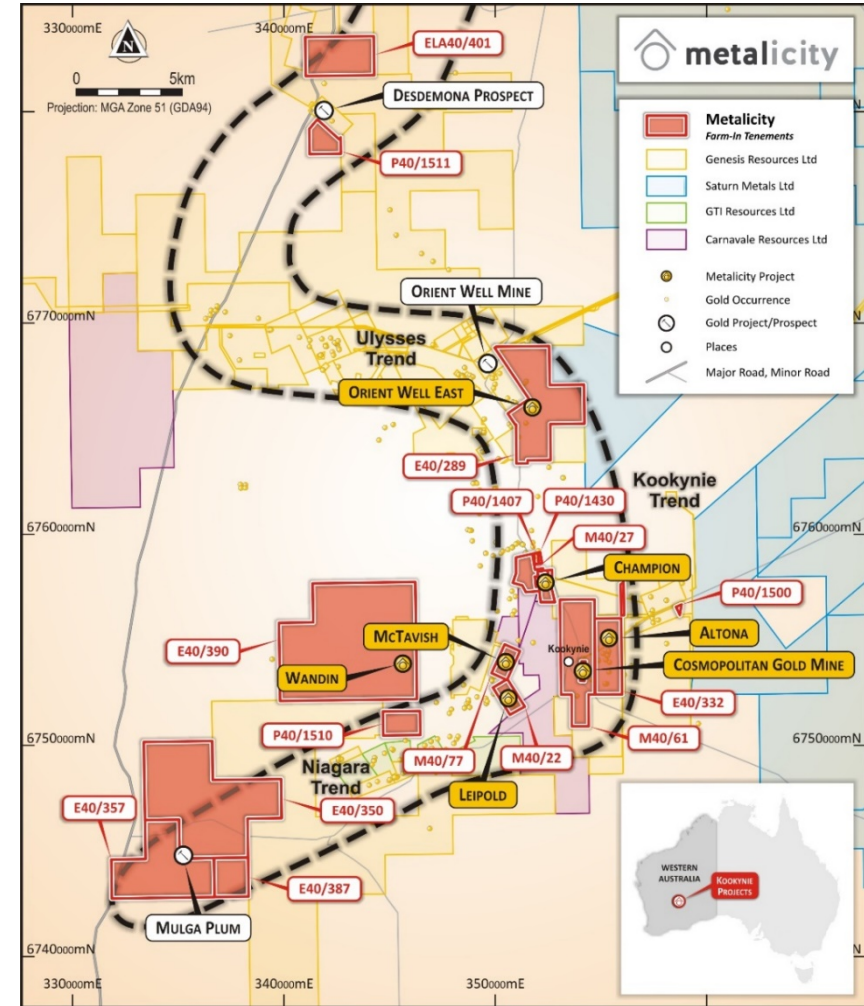 330000mE
340000mE
N
0 5km
Projection: MGA Zone 51 (GDA94)
ELA40/401
DESDEMONA PROSPECT
P40/1511
metalicity
Metalicity
Farm-In Tenements
Genesis Resources Ltd
Saturn Metals Ltd
GTI Resources Ltd
Carnavale Resources Ltd
Metalicity Project
Gold Occurrence
Gold Project/Prospect
Places
Major Road, Minor Road
ORIENT WELL MINE
6770000mN
Ulysses
Trend
ORIENT WELL EAST
E40/289
Kookynie
Trend
P40/1407
P40/1430
6760000mN
6760000mN
M40/27
CHAMPION
P40/1500
E40/390
MCTAVISH
ALTONA
Kookynie
WANDIN
COSMOPOLITAN GOLD MINE
E40/332
P40/1510
M40/77
M40/22
M40/61
6750000mN
6750000mN
Niagara
Trend
LEIPOLD
E40/357
E40/350
E40/387
MULGA PLUM
WESTERN
AUSTRALIA
KOOKYNIE
PROJECTS
6740000mN
330000mE
340000mE
350000mE